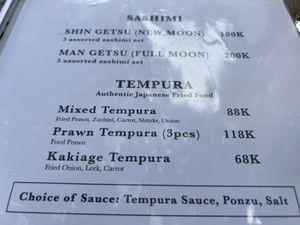 SASHIMI
SHIN GETSU (NEW MOON) 180K
3 assorted sashimi set
MAN GETSU (FULL MOON) 200K
5 assorted sashimi set
TEMPURA
Authentic Japanese Fried Food
Mixed Tempura 88K
Fried Prawn, Zuchini, Carrot, Shitake, Onion
Prawn Tempura (3pcs) 118K
Fried Prawn
Kakiage Tempura 68K
Fried Onion, Leek, Carrot
Choice of Sauce: Tempura Sauce, Ponzu, Salt